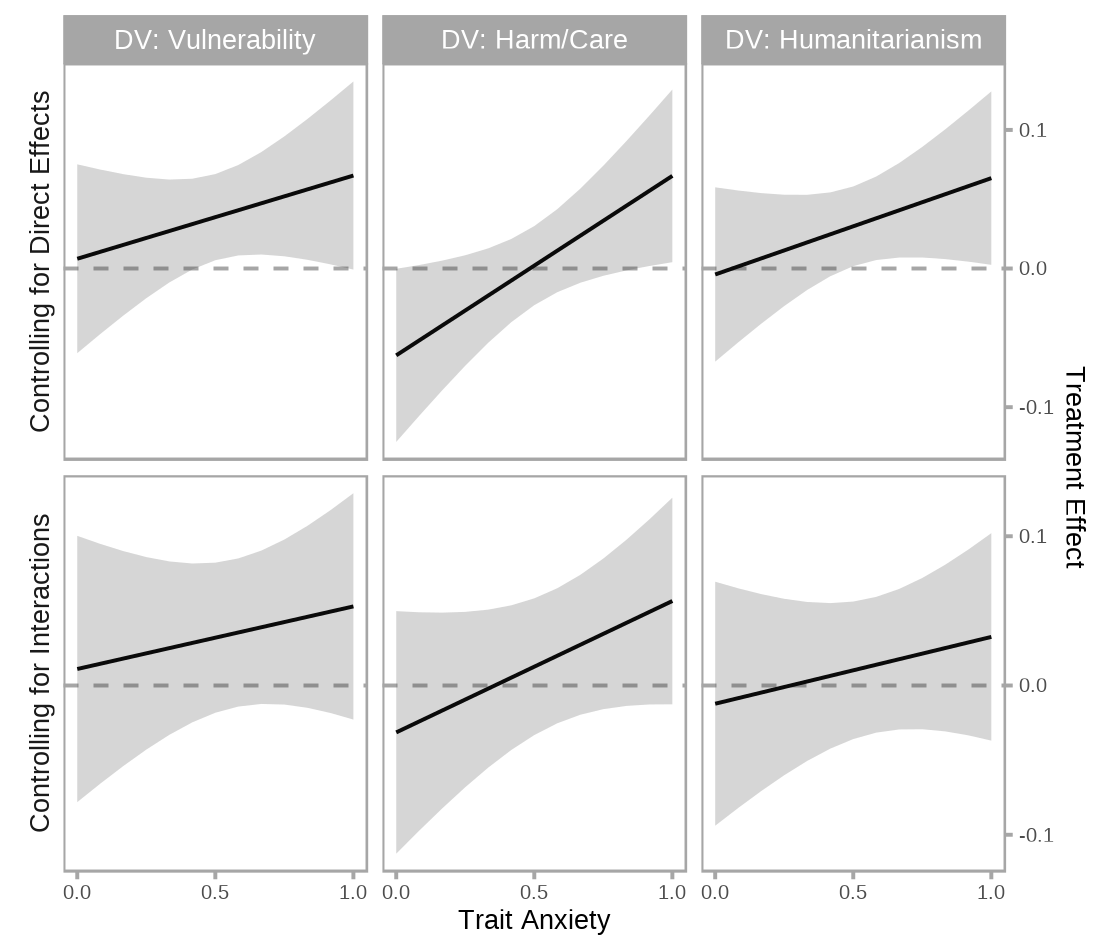 DV: Vulnerability
DV: Harm/Care
DV: Humanitarianism
Controlling for Direct Effects
0.1
0.0
-0.1
Controlling for Interactions
0.1
0.0
-0.1
Treatment Effect
0.0
0.5
1.0
0.0
0.5
1.0
0.0
0.5
1.0
Trait Anxiety